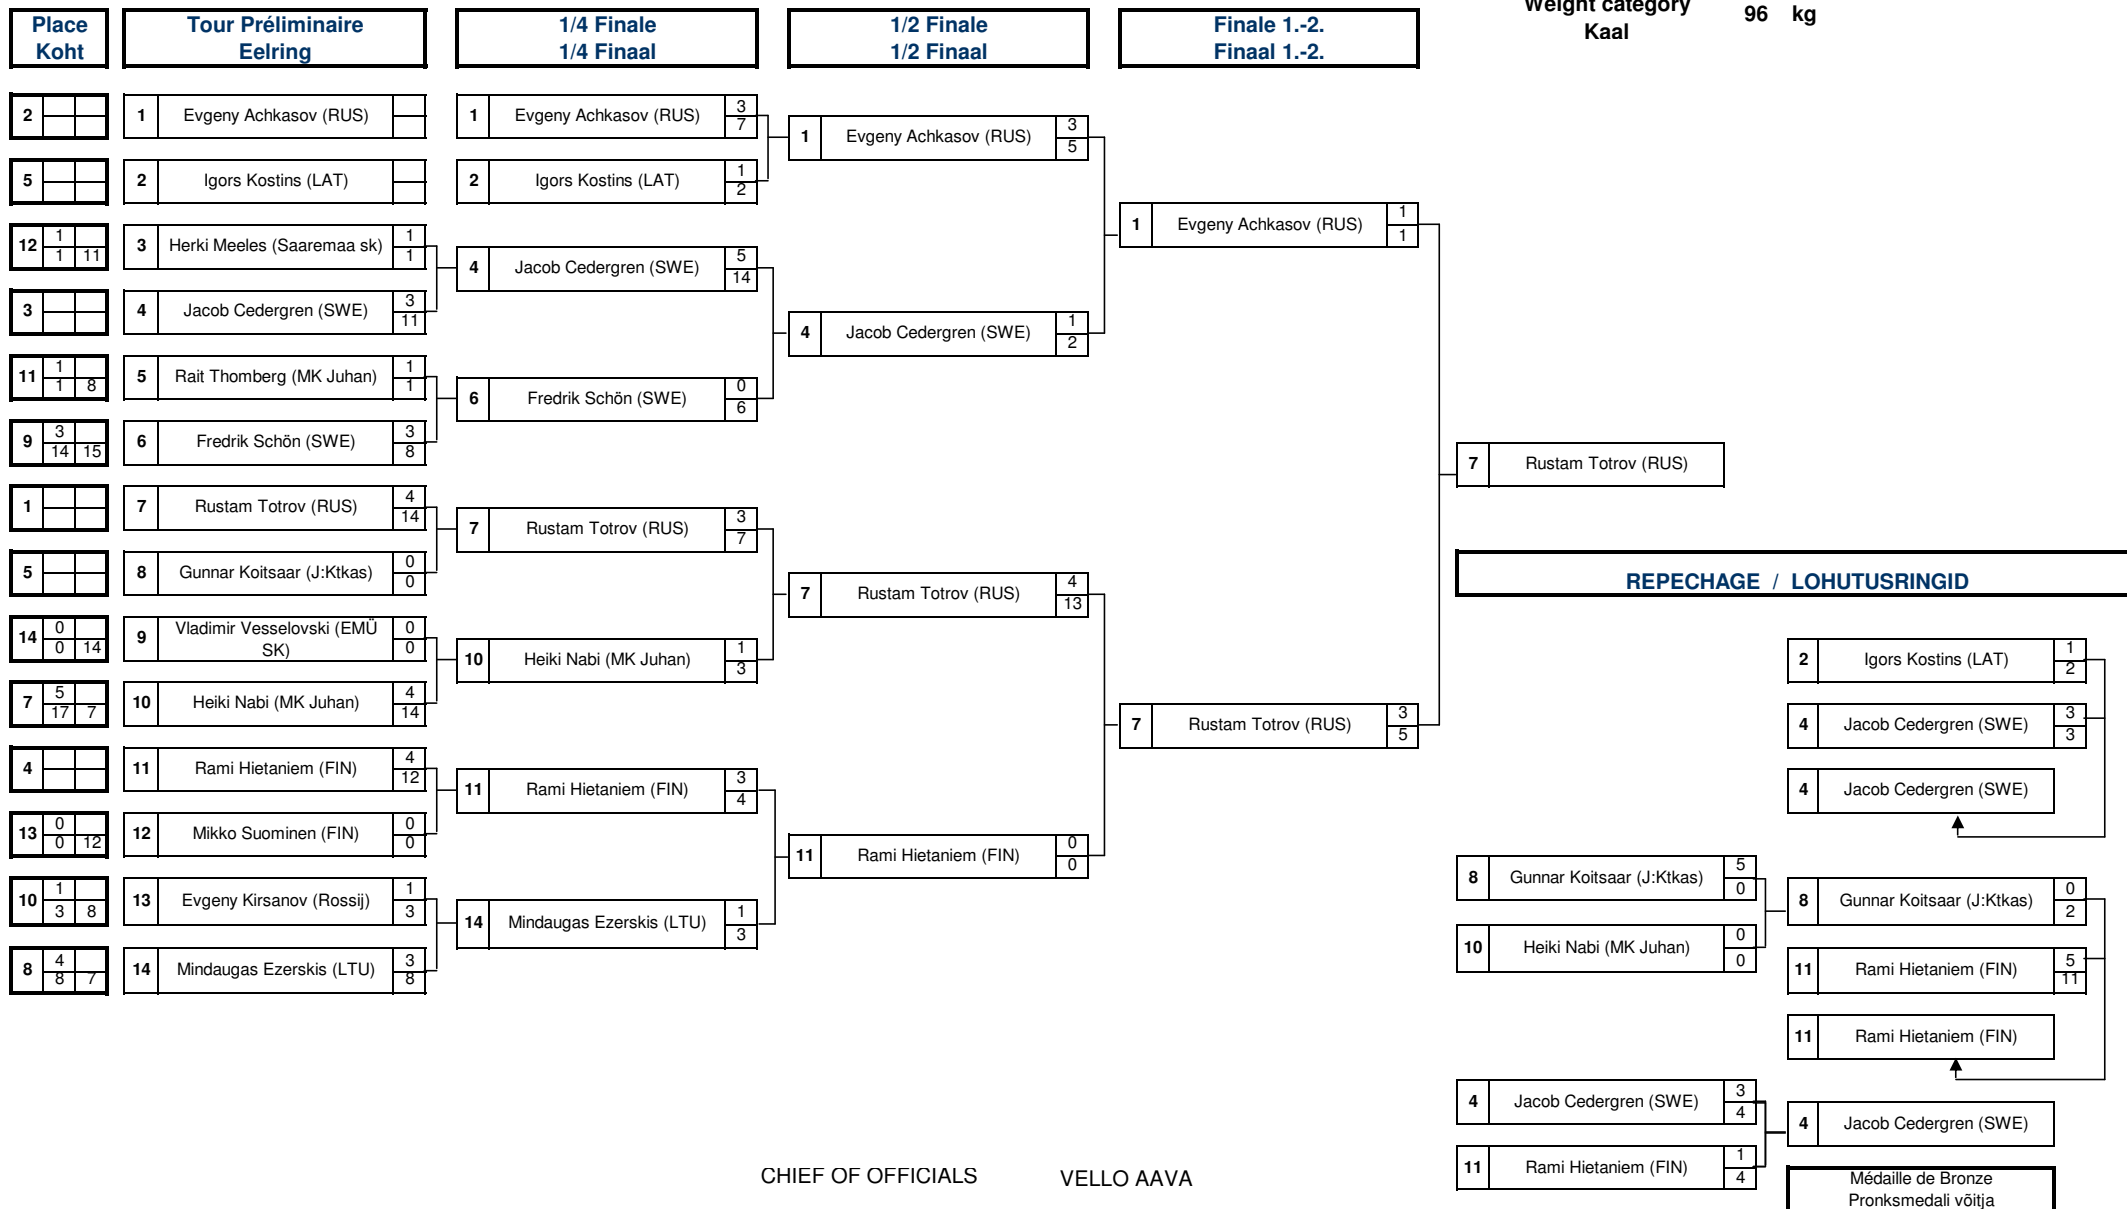 Weight category
Kaal
96 kg
Place
Koht
Tour Préliminaire
Eelring
1/4 Finale
1/4 Finaal
1/2 Finale
1/2 Finaal
Finale 1.-2.
Finaal 1.-2.
2
1 Evgeny Achkasov (RUS)
5
2 Igors Kostins (LAT)
12 1
1 11
3 Herki Meeles (Saaremaa sk) 1
1
3
4 Jacob Cedergren (SWE) 3
11
11 1
1 8
5 Rait Thomberg (MK Juhan) 1
1
9 3
14 15
6 Fredrik Schön (SWE) 3
8
1
7 Rustam Totrov (RUS) 4
14
5
8 Gunnar Koitsaar (J:Ktkas) 0
0
14 0
0 14
9 Vladimir Vesselovski (EMÜ
SK) 0
0
7 5
17 7
10 Heiki Nabi (MK Juhan) 4
14
4
11 Rami Hietaniem (FIN) 4
12
13 0
0 12
12 Mikko Suominen (FIN) 0
0
10 1
3 8
13 Evgeny Kirsanov (Rossij) 1
3
8 4
8 7
14 Mindaugas Ezerskis (LTU) 3
8
1 Evgeny Achkasov (RUS) 3
7
2 Igors Kostins (LAT) 1
2
4 Jacob Cedergren (SWE) 5
14
6 Fredrik Schön (SWE) 0
6
7 Rustam Totrov (RUS) 3
7
10 Heiki Nabi (MK Juhan) 1
3
11 Rami Hietaniem (FIN) 3
4
14 Mindaugas Ezerskis (LTU) 1
3
1 Evgeny Achkasov (RUS) 3
5
4 Jacob Cedergren (SWE) 1
2
7 Rustam Totrov (RUS) 4
13
11 Rami Hietaniem (FIN) 0
0
1 Evgeny Achkasov (RUS) 1
1
7 Rustam Totrov (RUS) 3
5
7 Rustam Totrov (RUS)
REPECHAGE / LOHUTUSRINGID
2 Igors Kostins (LAT) 1
2
4 Jacob Cedergren (SWE) 3
3
4 Jacob Cedergren (SWE)
8 Gunnar Koitsaar (J:Ktkas) 5
0
10 Heiki Nabi (MK Juhan) 0
0
8 Gunnar Koitsaar (J:Ktkas) 0
2
11 Rami Hietaniem (FIN) 5
11
11 Rami Hietaniem (FIN)
4 Jacob Cedergren (SWE) 3
4
11 Rami Hietaniem (FIN) 1
4
4 Jacob Cedergren (SWE)
Médaille de Bronze
Pronksmedali võitja
CHIEF OF OFFICIALS VELLO AAVA